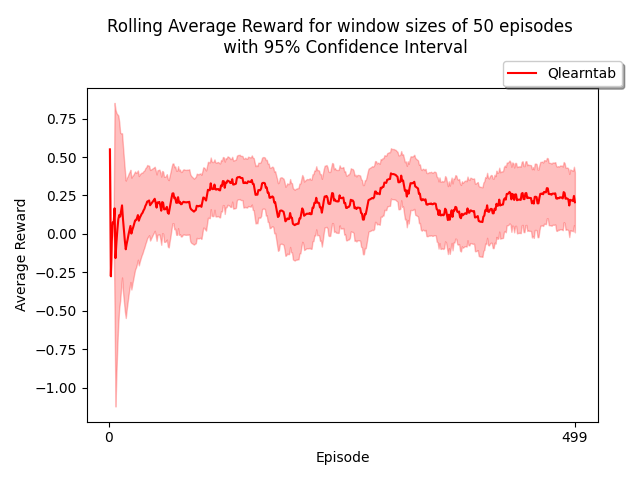 Rolling Average Reward for window sizes of 50 episodes
with 95% Confidence Interval
Qlearntab
0.75
0.50
0.25
0.00
−0.25
−0.50
−0.75
−1.00
Average Reward
0
499
Episode